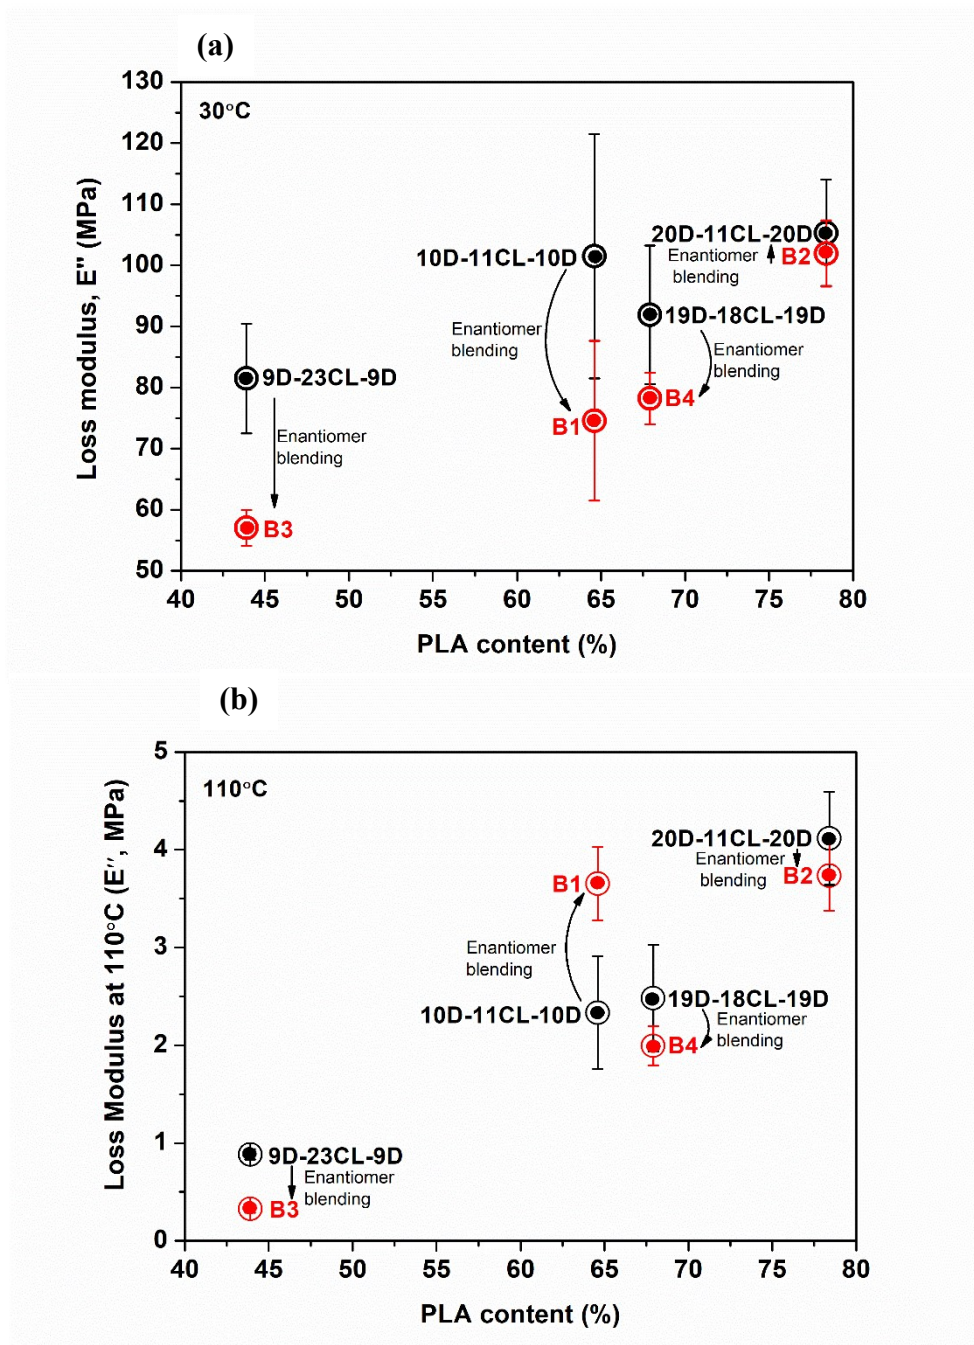 (a)
130
120
110
100
90
80
70
60
50
Loss modulus, E" (MPa)
30°C
10D-11CL-10D
20D-11CL-20D
Enantiomer
blending
B2
19D-18CL-19D
Enantiomer
blending
Enantiomer
blending
9D-23CL-9D
B4
B1
Enantiomer
blending
B3
40 45 50 55 60 65 70 75 80
PLA content (%)
(b)
5
4
3
2
1
0
Loss Modulus at 110°C (E″, MPa)
110°C
20D-11CL-20D
Enantiomer
blending
B2
B1
Enantiomer
blending
10D-11CL-10D
19D-18CL-19D
Enantiomer
blending
B4
9D-23CL-9D
Enantiomer
blending
B3
40 45 50 55 60 65 70 75 80
PLA content (%)